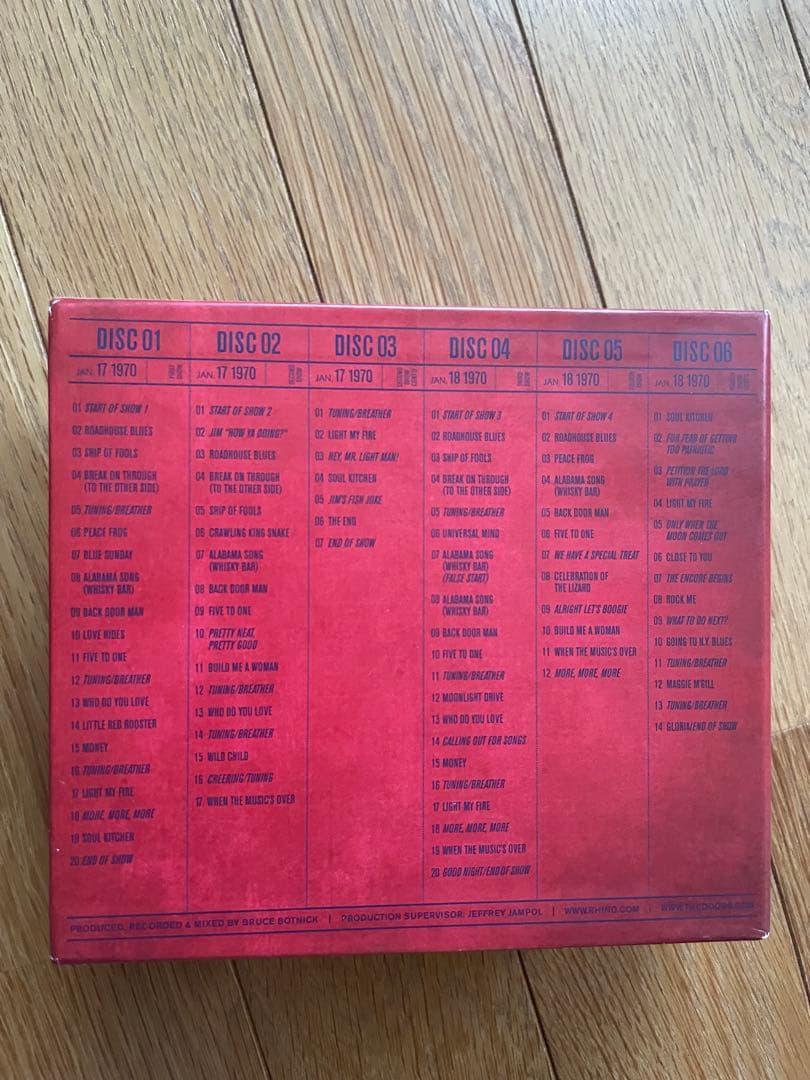 DISC 01
JAN. 17 1970
FIRST SHOW
01 START OF SHOW 1
02 ROADHOUSE BLUES
03 SHIP OF FOOLS
04 BREAK ON THROUGH
(TO THE OTHER SIDE)
05 TUNING/BREATHER
06 PEACE FROG
07 BLUE SUNDAY
08 ALABAMA SONG
(WHISKY BAR)
09 BACK DOOR MAN
10 LOVE HIDES
11 FIVE TO ONE
12 TUNING/BREATHER
13 WHO DO YOU LOVE
14 LITTLE RED ROOSTER
15 MONEY
16 TUNING/BREATHER
17 LIGHT MY FIRE
18 MORE, MORE, MORE
19 SOUL KITCHEN
20 END OF SHOW
DISC 02
JAN. 17 1970
SECOND SHOW
01 START OF SHOW 2
02 JIM "HOW YA DOING?"
03 ROADHOUSE BLUES
04 BREAK ON THROUGH
(TO THE OTHER SIDE)
05 SHIP OF FOOLS
06 CRAWLING KING SNAKE
07 ALABAMA SONG
(WHISKY BAR)
08 BACK DOOR MAN
09 FIVE TO ONE
10 PRETTY NEAT,
PRETTY GOOD
11 BUILD ME A WOMAN
12 TUNING/BREATHER
13 WHO DO YOU LOVE
14 TUNING/BREATHER
15 WILD CHILD
16 CHEERING/TUNING
17 WHEN THE MUSIC'S OVER
DISC 03
JAN. 17 1970
SECOND SHOW
01 TUNING/BREATHER
02 LIGHT MY FIRE
03 HEY, MR. LIGHT MAN!
04 SOUL KITCHEN
05 JIM'S FISH JOKE
06 THE END
07 END OF SHOW
DISC 04
JAN. 18 1970
01 START OF SHOW 3
02 ROADHOUSE BLUES
03 SHIP OF FOOLS
04 BREAK ON THROUGH
(TO THE OTHER SIDE)
05 TUNING/BREATHER
06 UNIVERSAL MIND
07 ALABAMA SONG
(WHISKY BAR)
(FALSE START)
08 ALABAMA SONG
(WHISKY BAR)
09 BACK DOOR MAN
10 FIVE TO ONE
11 TUNING/BREATHER
12 MOONLIGHT DRIVE
13 WHO DO YOU LOVE
14 CALLING OUT FOR SONGS
15 MONEY
16 TUNING/BREATHER
17 LIGHT MY FIRE
18 MORE, MORE, MORE
19 WHEN THE MUSIC'S OVER
20 GOOD NIGHT/END OF SHOW
DISC 05
JAN. 18 1970
01 START OF SHOW 4
02 ROADHOUSE BLUES
03 PEACE FROG
04 ALABAMA SONG
(WHISKY BAR)
05 BACK DOOR MAN
06 FIVE TO ONE
07 WE HAVE A SPECIAL TREAT
08 CELEBRATION OF
THE LIZARD
09 ALRIGHT LET'S BOOGIE
10 BUILD ME A WOMAN
11 WHEN THE MUSIC'S OVER
12 MORE, MORE, MORE
DISC 06
JAN. 18 1970
01 SOUL KITCHEN
02 FOR FEAR OF GETTING
TOO PATRIOTIC
03 PETITION THE LORD
WITH PRAYER
04 LIGHT MY FIRE
05 ONLY WHEN THE
MOON COMES OUT
06 CLOSE TO YOU
07 THE ENCORE BEGINS
08 ROCK ME
09 WHAT TO DO NEXT?
10 GOING TO N.Y. BLUES
11 TUNING/BREATHER
12 MAGGIE M'GILL
13 TUNING/BREATHER
14 GLORIA/END OF SHOW
PRODUCED, RECORDED & MIXED BY BRUCE BOTNICK | PRODUCTION SUPERVISOR: JEFFREY JAMPOL | WWW.RHINO.COM | WWW.THEDOORS.COM